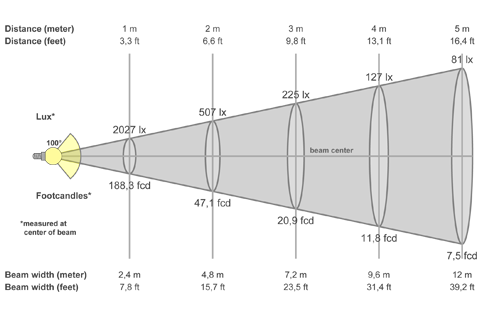 Distance (meter) 1 m 2 m 3 m 4 m 5 m
Distance (feet) 3,3 ft 6,6 ft 9,8 ft 13,1 ft 16,4 ft
81 lx
127 lx
225 lx
507 lx
Lux*
2027 lx
100°
beam center
188,3 fcd
Footcandles*
47,1 fcd
20,9 fcd
*measured at
center of beam
11,8 fcd
7,5 fcd
Beam width (meter) 2,4 m 4,8 m 7,2 m 9,6 m 12 m
Beam width (feet) 7,8 ft 15,7 ft 23,5 ft 31,4 ft 39,2 ft